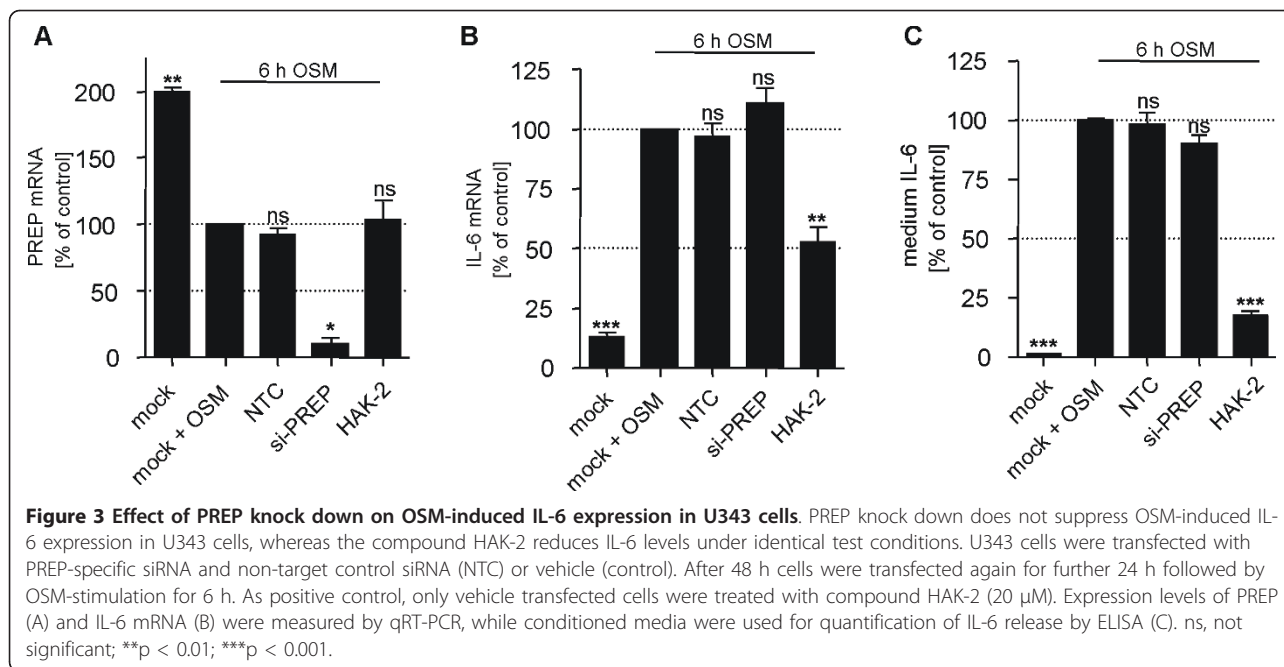 A
6 h OSM
**
200
150
100
50
0
PREP mRNA
[% of control]
ns
*
ns
mock
mock + OSM
NTC
si-PREP
HAK-2
B
6 h OSM
125
100
75
50
25
0
IL-6 mRNA
[% of control]
***
ns
ns
**
mock
mock + OSM
NTC
si-PREP
HAK-2
C
6 h OSM
125
100
75
50
25
0
medium IL-6
[% of control]
***
ns
ns
***
mock
mock + OSM
NTC
si-PREP
HAK-2
Figure 3 Effect of PREP knock down on OSM-induced IL-6 expression in U343 cells. PREP knock down does not suppress OSM-induced IL-
6 expression in U343 cells, whereas the compound HAK-2 reduces IL-6 levels under identical test conditions. U343 cells were transfected with
PREP-specific siRNA and non-target control siRNA (NTC) or vehicle (control). After 48 h cells were transfected again for further 24 h followed by
OSM-stimulation for 6 h. As positive control, only vehicle transfected cells were treated with compound HAK-2 (20 μM). Expression levels of PREP
(A) and IL-6 mRNA (B) were measured by qRT-PCR, while conditioned media were used for quantification of IL-6 release by ELISA (C). ns, not
significant; **p < 0.01; ***p < 0.001.